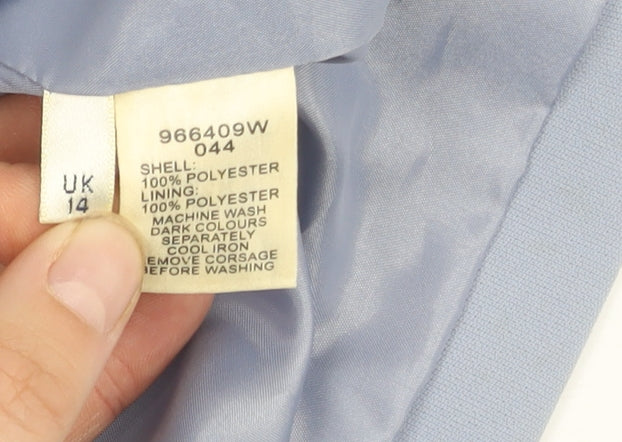 UK
14
966409W
044
SHELL:
100% POLYESTER
LINING:
100% POLYESTER
MACHINE WASH
DARK COLOURS
SEPARATELY
COOL IRON
EMOVE CORSAGE
BEFORE WASHING